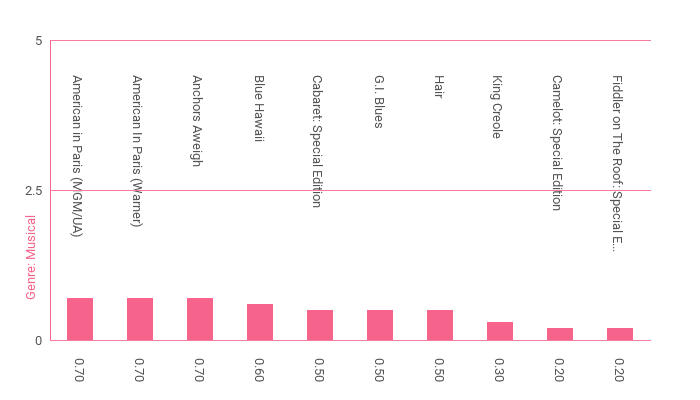 5
2.5
0
Genre: Musical
American in Paris (MGM/UA)
American In Paris (Warner)
Anchors Aweigh
Blue Hawaii
Cabaret: Special Edition
G.I. Blues
Hair
King Creole
Camelot: Special Edition
Fiddler on The Roof: Special E...
0.70
0.70
0.70
0.60
0.50
0.50
0.50
0.30
0.20
0.20